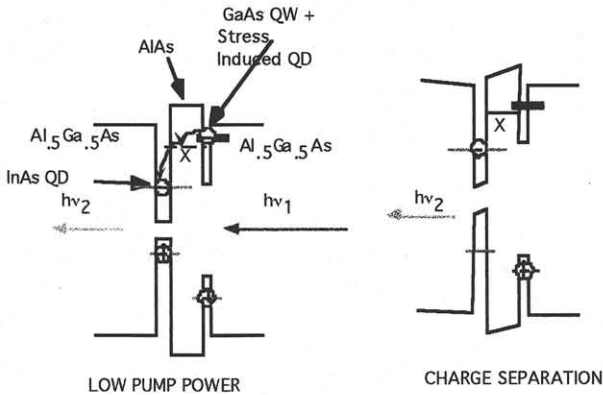 GaAs QW +
Stress
Induced QD
AlAs
Al.5Ga.5As
X
Al.5Ga.5As
InAs QD
hν2
hν1
LOW PUMP POWER
X
hν2
CHARGE SEPARATION